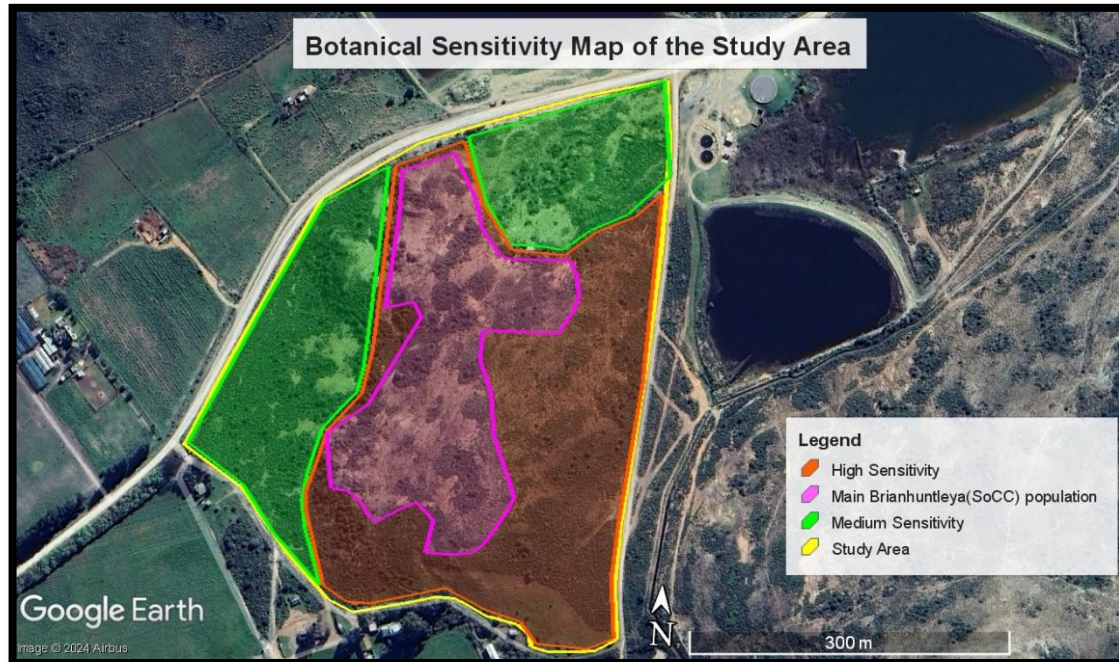 Botanical Sensitivity Map of the Study Area
Legend
High Sensitivity
Main Brianhuntleya(SoCC) population
Medium Sensitivity
Study Area
Google Earth
Image © 2024 Airbus
N
300 m